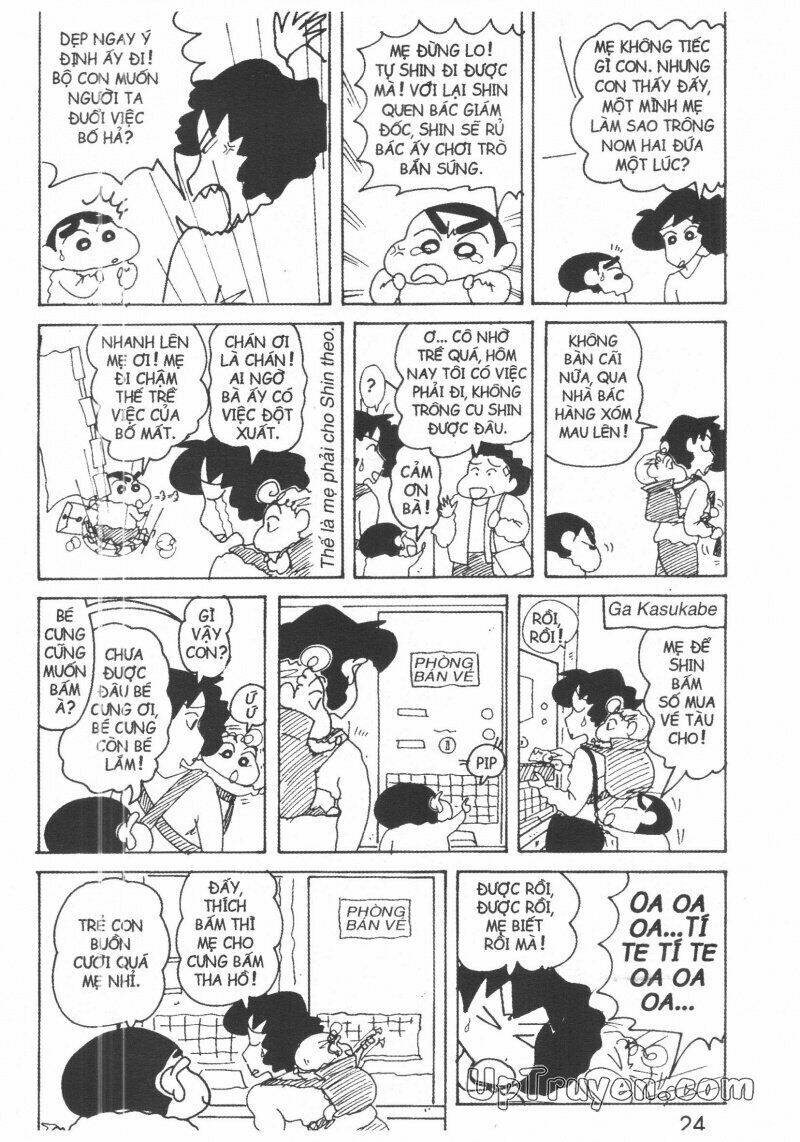 MẸ KHÔNG TIẾC
GÌ CON. NHƯNG
CON THẤY ĐẤY,
MỘT MÌNH MẸ
LÀM SAO TRÔNG
NOM HAI ĐỨA
MỘT LÚC?
MẸ ĐỪNG LO!
TỰ SHIN ĐI ĐƯỢC
MÀ! VỚI LẠI SHIN
QUEN BÁC GIÁM
ĐỐC, SHIN SẼ RỦ
BÁC ẤY CHƠI TRÒ
BẮN SÚNG.
DẸP NGAY Ý
ĐỊNH ẤY ĐI!
BỘ CON MUỐN
NGƯỜI TA
ĐUỔI VIỆC
BỐ HẢ?
KHÔNG
BÀN CÃI
NỮA, QUA
NHÀ BÁC
HÀNG XÓM
MAU LÊN!
Ơ... CÔ NHỜ
TRỄ QUÁ, HÔM
NAY TÔI CÓ VIỆC
PHẢI ĐI, KHÔNG
TRÔNG CU SHIN
ĐƯỢC ĐÂU.
?
CẢM
ƠN
BÀ!
Thế là mẹ phải cho Shin theo.
CHÁN ƠI
LÀ CHÁN!
AI NGỜ
BÀ ẤY CÓ
VIỆC ĐỘT
XUẤT.
NHANH LÊN
MẸ ƠI! MẸ
ĐI CHẬM
THẾ TRỄ
VIỆC CỦA
BỐ MẤT.
Ga Kasukabe
MẸ ĐỂ
SHIN
BẤM
SỐ MUA
VÉ TÀU
CHO!
RỒI,
RỒI!
PHÒNG
BÁN VÉ
PIP
Ứ
Ứ
GÌ
VẬY
CON?
BÉ
CƯNG
CŨNG
MUỐN
BẤM
À?
CHƯA
ĐƯỢC
ĐÂU BÉ
CƯNG ƠI,
BÉ CƯNG
CÒN BÉ
LẮM!
OA OA
OA...TÍ
TE TÍ TE
OA OA
OA...
ĐƯỢC RỒI,
ĐƯỢC RỒI,
MẸ BIẾT
RỒI MÀ!
PHÒNG
BÁN VÉ
ĐẤY,
THÍCH
BẤM THÌ
MẸ CHO
CƯNG BẤM
THA HỒ!
TRẺ CON
BUỒN
CƯỜI QUÁ
MẸ NHỈ.
UpTruyen.com
24